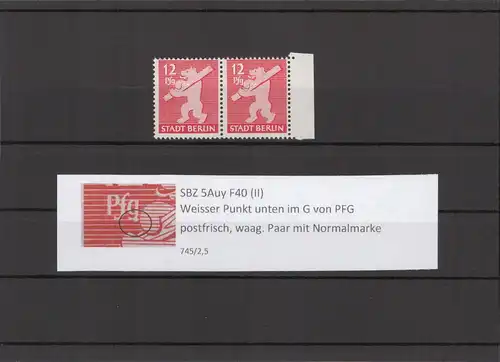 12 12
Pfg Pfg
STADT BERLIN STADT BERLIN
SBZ 5Auy F40 (II)
Pfg
Weisser Punkt unten im G von PFG
postfrisch, waag. Paar mit Normalmarke
745/2,5